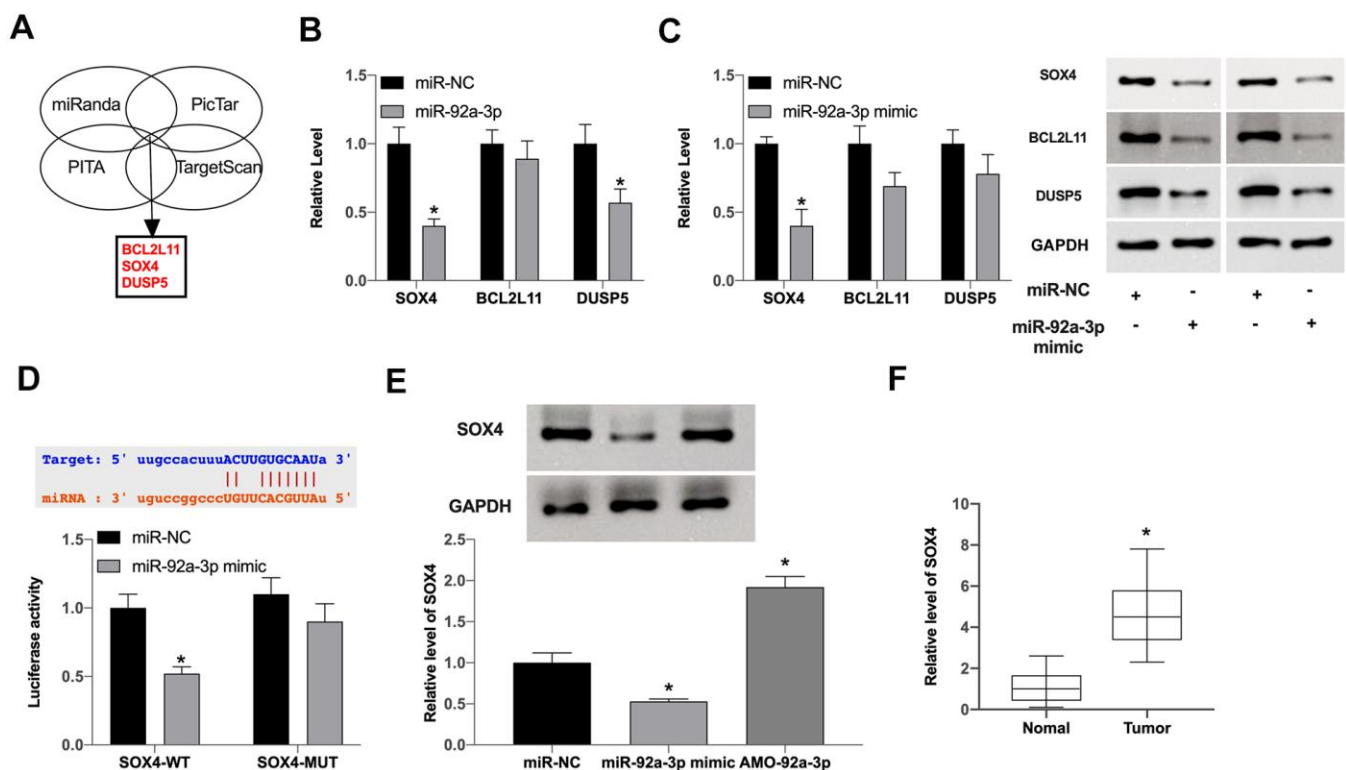 A
miRanda
PicTar
PITA
TargetScan
BCL2L11
SOX4
DUSP5
B
Relative Level
1.5
1.0
0.5
0.0
miR-NC
miR-92a-3p
*
*
SOX4 BCL2L11 DUSP5
C
Relative Level
1.5
1.0
0.5
0.0
miR-NC
miR-92a-3p mimic
*
SOX4 BCL2L11 DUSP5
SOX4
BCL2L11
DUSP5
GAPDH
miR-NC + - + -
miR-92a-3p mimic - + - +
D
Target: 5' uugccacuuuACUUGUGCAAUa 3'
|| |||||||
miRNA : 3' uguccggcccUGUUCACGUUAu 5'
Luciferase activity
1.5
1.0
0.5
0.0
miR-NC
miR-92a-3p mimic
*
SOX4-WT SOX4-MUT
E
SOX4
GAPDH
Relative level of SOX4
2.5
2.0
1.5
1.0
0.5
0.0
*
*
miR-NC miR-92a-3p mimic AMO-92a-3p
F
Relative level of SOX4
10
8
6
4
2
0
*
Nomal Tumor